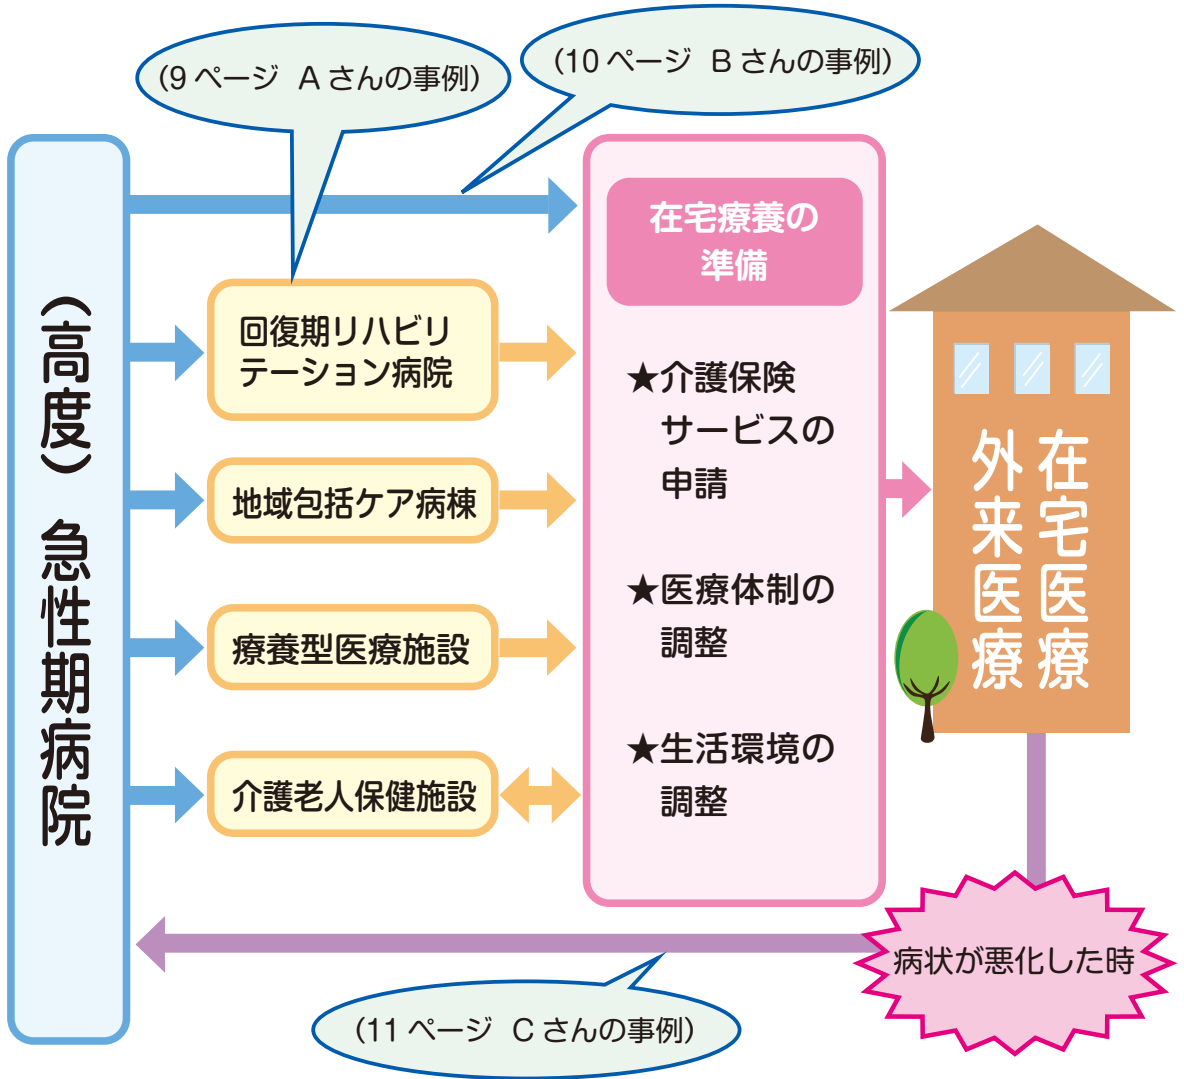 (9 ページ A さんの事例)
(10 ページ B さんの事例)
(高度) 急性期病院
回復期リハビリ
テーション病院
地域包括ケア病棟
療養型医療施設
介護老人保健施設
在宅療養の
準備
★介護保険
サービスの
申請
★医療体制の
調整
★生活環境の
調整
在宅医療
外来医療
病状が悪化した時
(11 ページ C さんの事例)